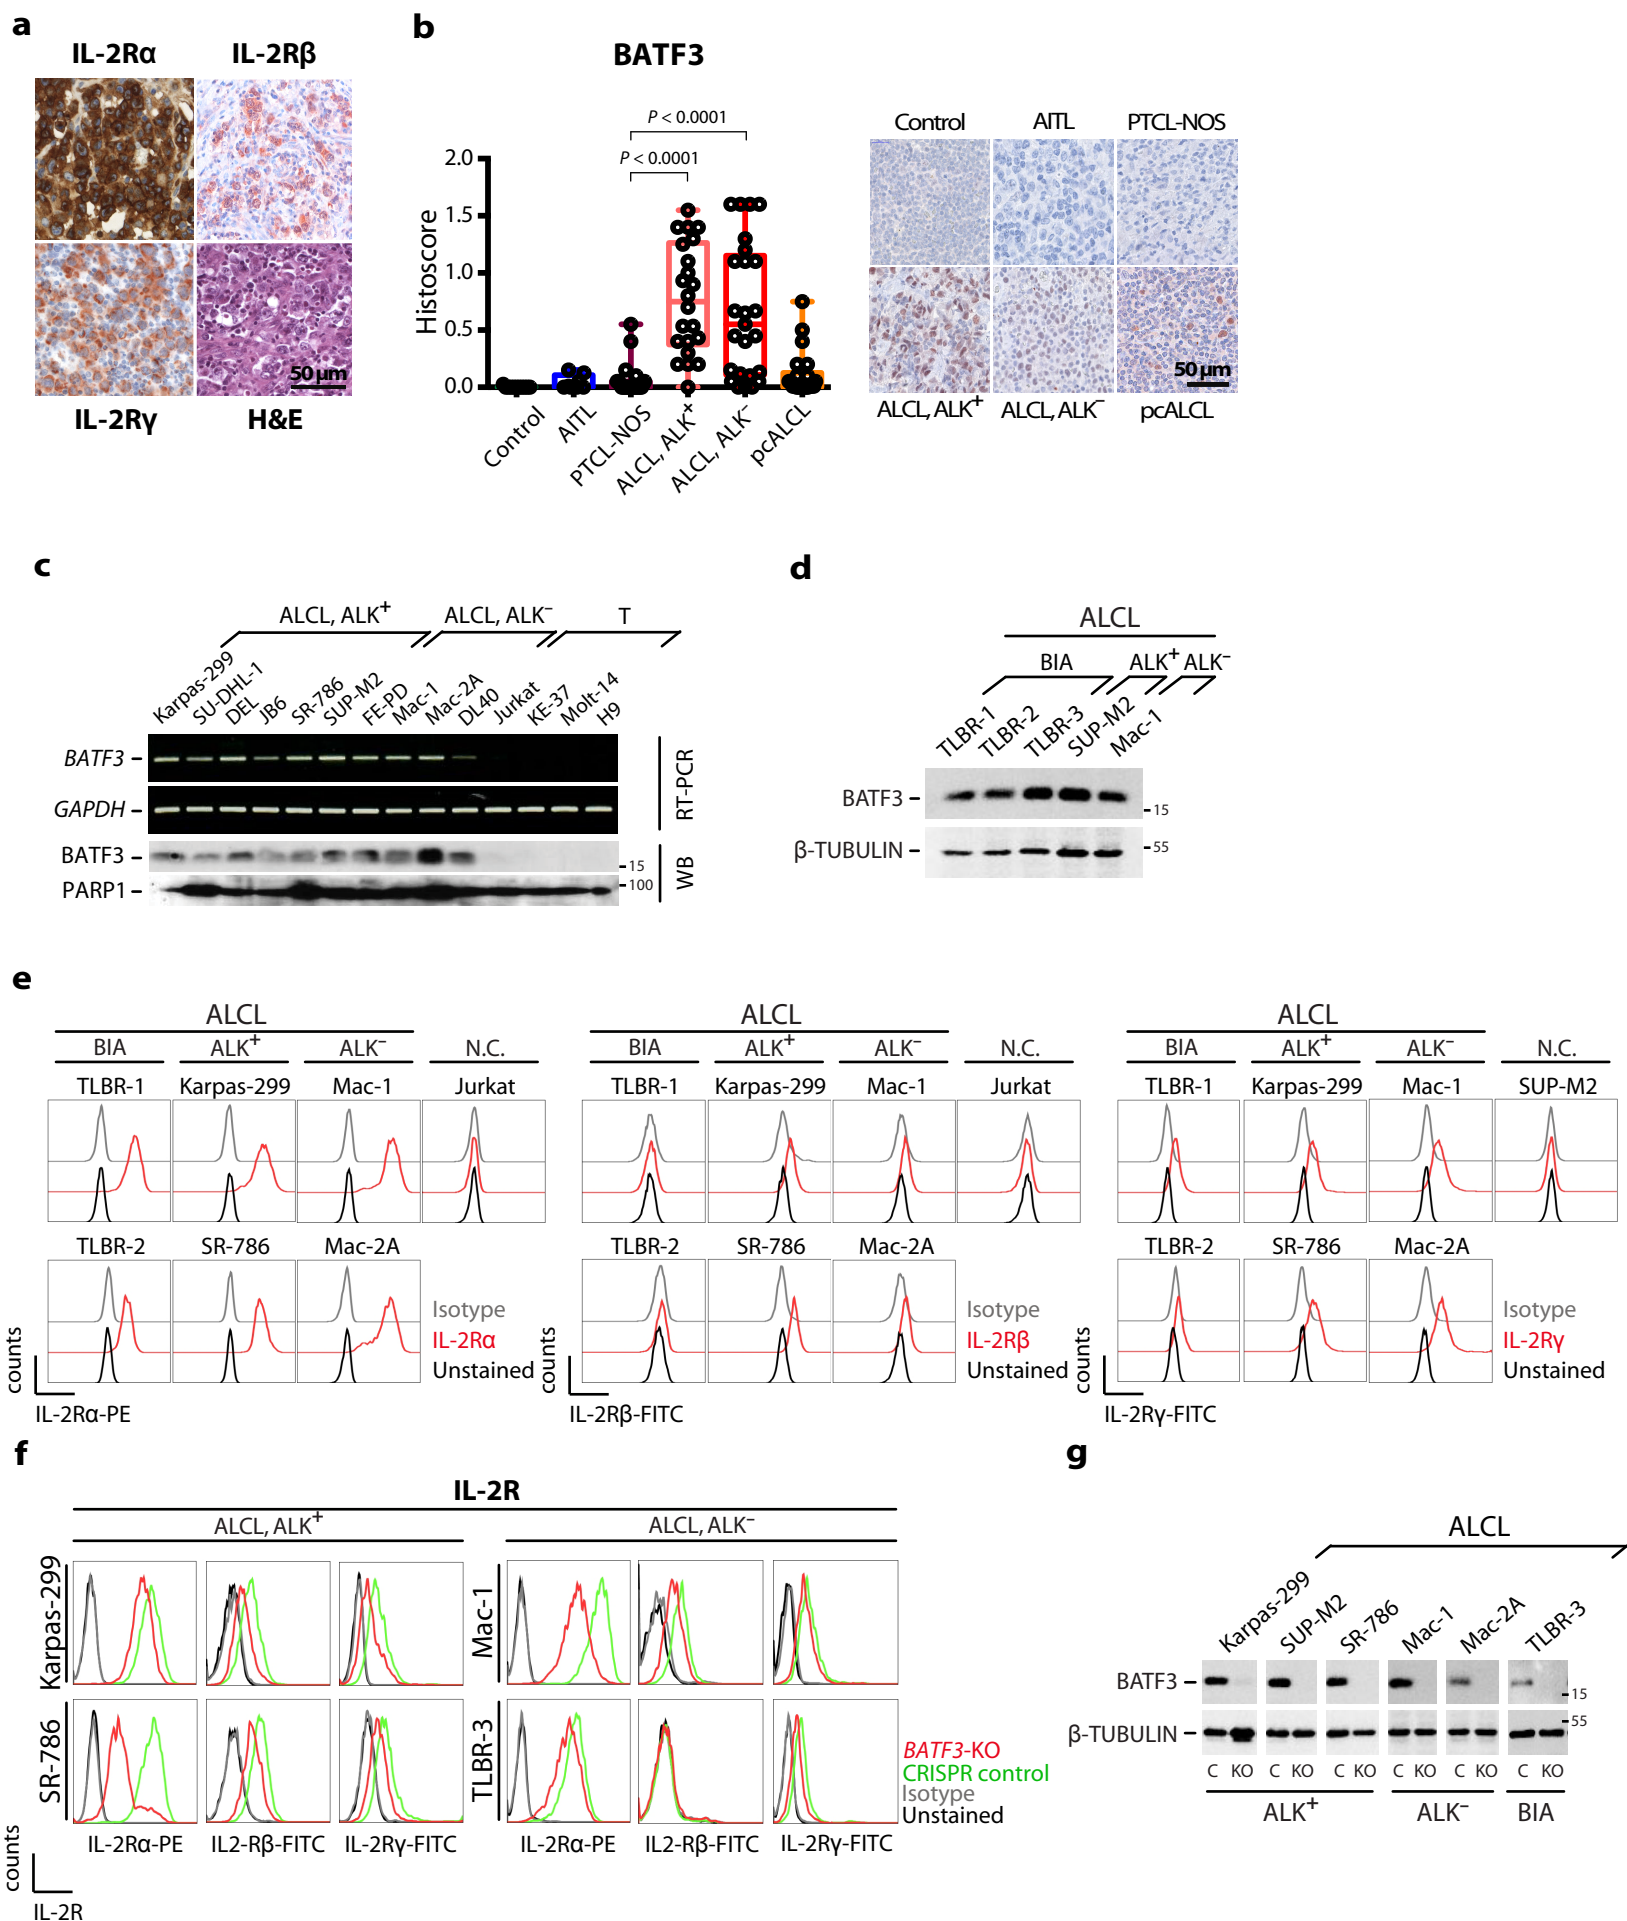 a
IL-2Rα IL-2Rβ
50 µm
IL-2Rγ H&E
b
BATF3
P < 0.0001
P < 0.0001
Histoscore
2.0
1.5
1.0
0.5
0.0
Control AITL PTCL-NOS ALCL, ALK+ ALCL, ALK− pcALCL
Control AITL PTCL-NOS
50 µm
ALCL, ALK+ ALCL, ALK− pcALCL
c
ALCL, ALK+ ALCL, ALK− T
Karpas-299 SU-DHL-1 DEL JB6 SR-786 SUP-M2 FE-PD Mac-1 Mac-2A DL40 Jurkat KE-37 Molt-14 H9
BATF3
GAPDH
RT-PCR
BATF3
15
PARP1
100
WB
d
ALCL
BIA ALK+ ALK−
TLBR-1 TLBR-2 TLBR-3 SUP-M2 Mac-1
BATF3
15
β-TUBULIN
55
e
ALCL
BIA ALK+ ALK− N.C.
TLBR-1 Karpas-299 Mac-1 Jurkat
TLBR-2 SR-786 Mac-2A
Isotype
IL-2Rα
Unstained
counts
IL-2Rα-PE
ALCL
BIA ALK+ ALK− N.C.
TLBR-1 Karpas-299 Mac-1 Jurkat
TLBR-2 SR-786 Mac-2A
Isotype
IL-2Rβ
Unstained
counts
IL-2Rβ-FITC
ALCL
BIA ALK+ ALK− N.C.
TLBR-1 Karpas-299 Mac-1 SUP-M2
TLBR-2 SR-786 Mac-2A
Isotype
IL-2Rγ
Unstained
counts
IL-2Rγ-FITC
f
IL-2R
ALCL, ALK+ ALCL, ALK−
Karpas-299
Mac-1
SR-786
TLBR-3
BATF3-KO
CRISPR control
Isotype
Unstained
IL-2Rα-PE IL2-Rβ-FITC IL-2Rγ-FITC IL-2Rα-PE IL2-Rβ-FITC IL-2Rγ-FITC
counts
IL-2R
g
ALCL
Karpas-299 SUP-M2 SR-786 Mac-1 Mac-2A TLBR-3
BATF3
15
β-TUBULIN
55
C KO C KO C KO C KO C KO C KO
ALK+ ALK− BIA